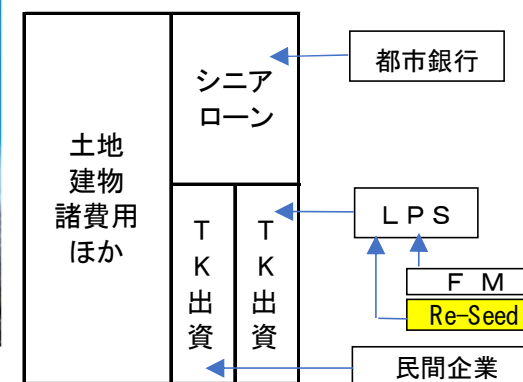 土地
建物
諸費用
ほか
シニア
ローン
TK出資
TK出資
都市銀行
LPS
FM
Re-Seed
民間企業